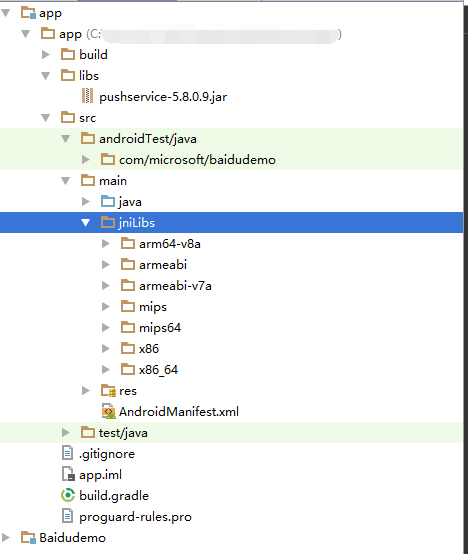 app
app (C:)
build
libs
pushservice-5.8.0.9.jar
src
androidTest/java
com/microsoft/baidudemo
main
java
jniLibs
arm64-v8a
armeabi
armeabi-v7a
mips
mips64
x86
x86_64
res
AndroidManifest.xml
test/java
.gitignore
app.iml
build.gradle
proguard-rules.pro
Baidudemo